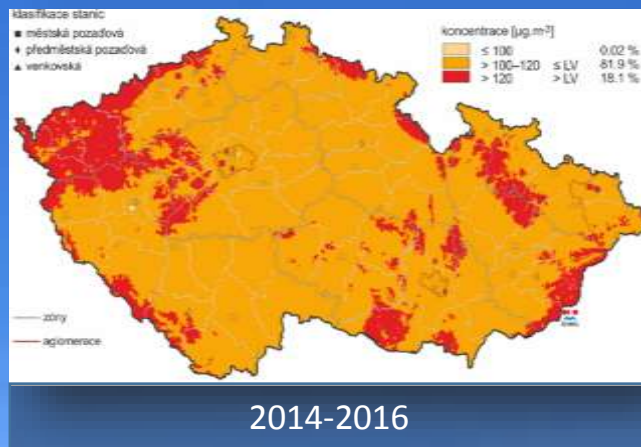 klasifikace stanic
■ městská pozaďová
♦ předměstská pozaďová
▲ venkovská
koncentrace [µg.m⁻³]
≤ 100 0.02 %
> 100–120 ≤ LV 81.9 %
> 120 > LV 18.1 %
zóny
aglomerace
2014-2016